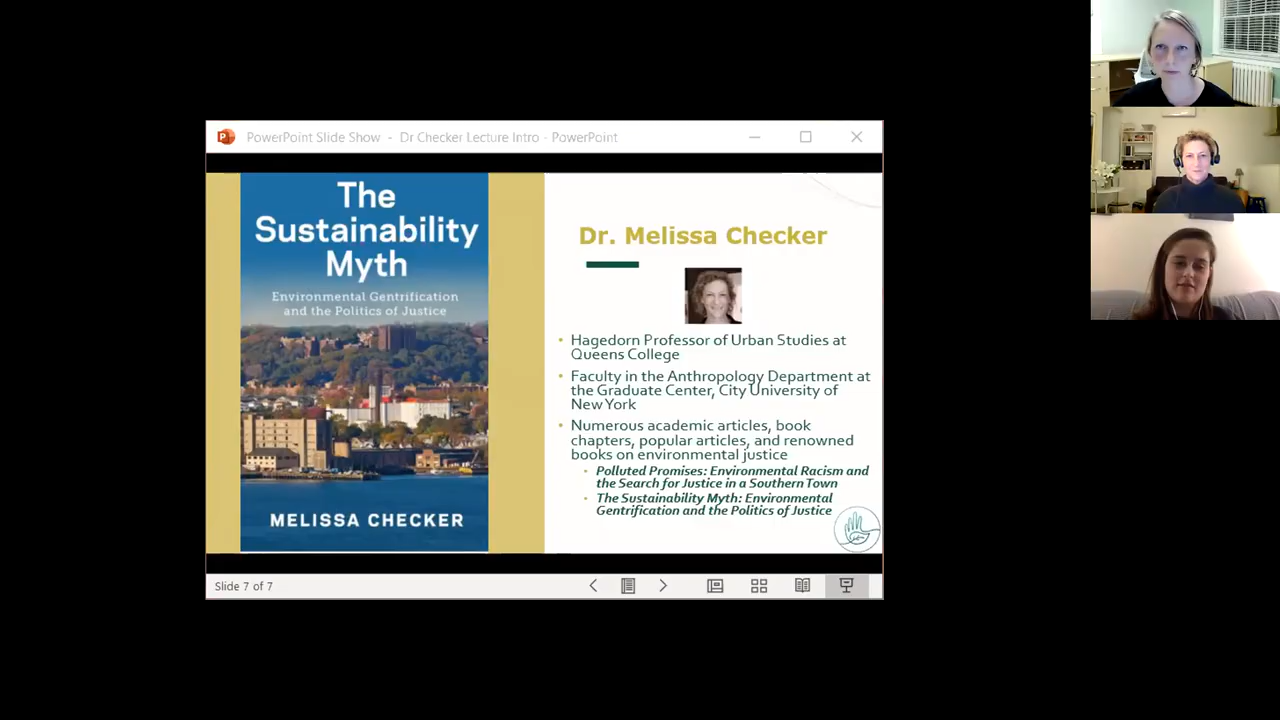 PowerPoint Slide Show - Dr Checker Lecture Intro - PowerPoint
The
Sustainability
Myth
Environmental Gentrification
and the Politics of Justice
MELISSA CHECKER
Dr. Melissa Checker
• Hagedorn Professor of Urban Studies at
Queens College
• Faculty in the Anthropology Department at
the Graduate Center, City University of
New York
• Numerous academic articles, book
chapters, popular articles, and renowned
books on environmental justice
• Polluted Promises: Environmental Racism and
the Search for Justice in a Southern Town
• The Sustainability Myth: Environmental
Gentrification and the Politics of Justice
Slide 7 of 7